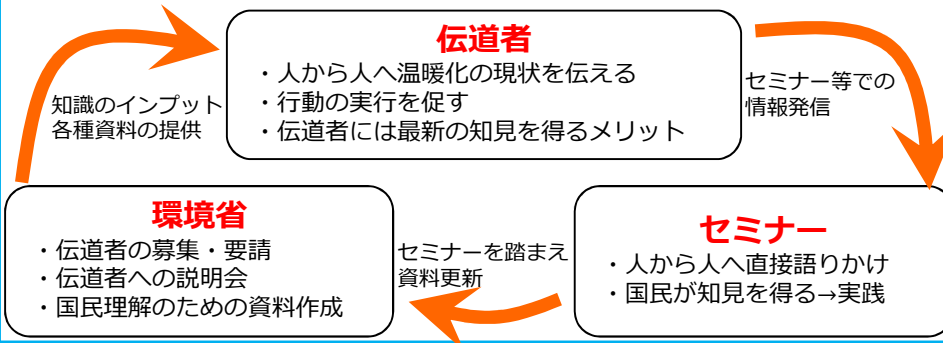 伝道者
・人から人へ温暖化の現状を伝える
・行動の実行を促す
・伝道者には最新の知見を得るメリット
知識のインプット
各種資料の提供
セミナー等での
情報発信
環境省
・伝道者の募集・要請
・伝道者への説明会
・国民理解のための資料作成
セミナーを踏まえ
資料更新
セミナー
・人から人へ直接語りかけ
・国民が知見を得る→実践